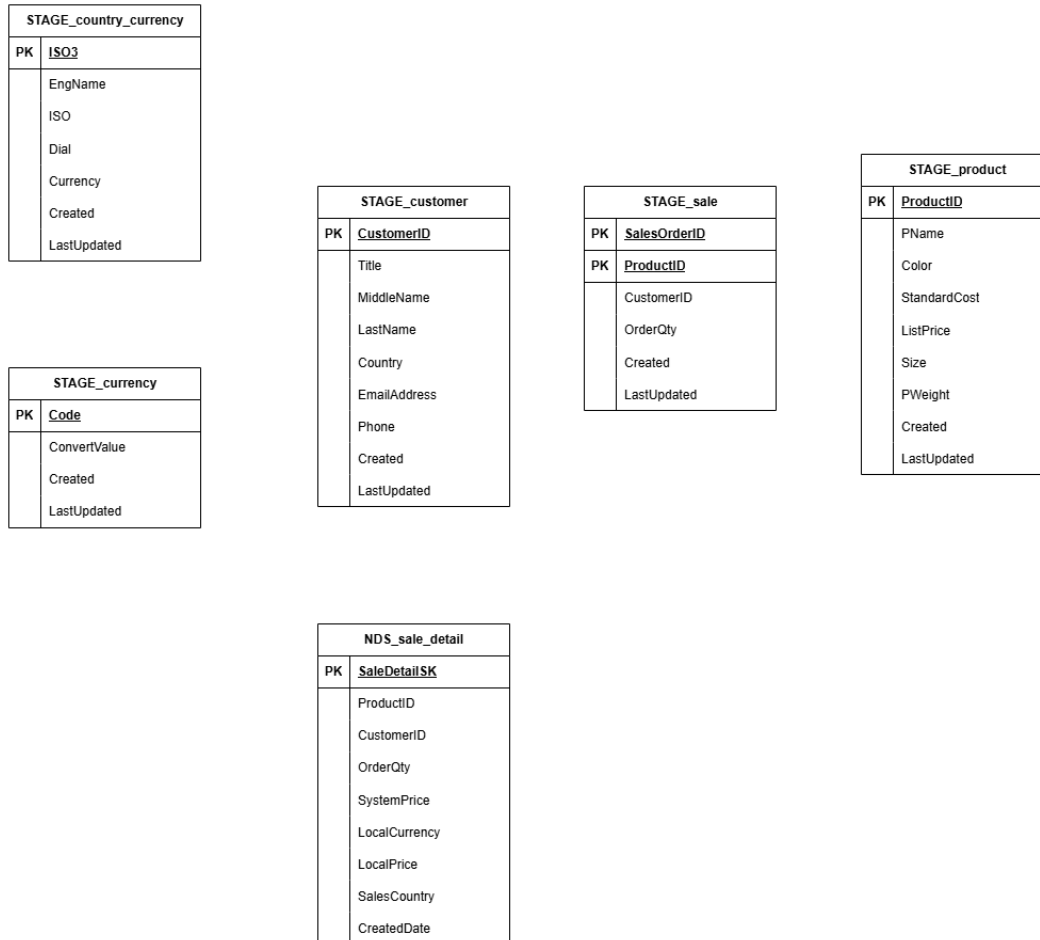 STAGE_country_currency
PK ISO3
EngName
ISO
Dial
Currency
Created
LastUpdated
STAGE_currency
PK Code
ConvertValue
Created
LastUpdated
STAGE_customer
PK CustomerID
Title
MiddleName
LastName
Country
EmailAddress
Phone
Created
LastUpdated
STAGE_sale
PK SalesOrderID
PK ProductID
CustomerID
OrderQty
Created
LastUpdated
STAGE_product
PK ProductID
PName
Color
StandardCost
ListPrice
Size
PWeight
Created
LastUpdated
NDS_sale_detail
PK SaleDetailSK
ProductID
CustomerID
OrderQty
SystemPrice
LocalCurrency
LocalPrice
SalesCountry
CreatedDate